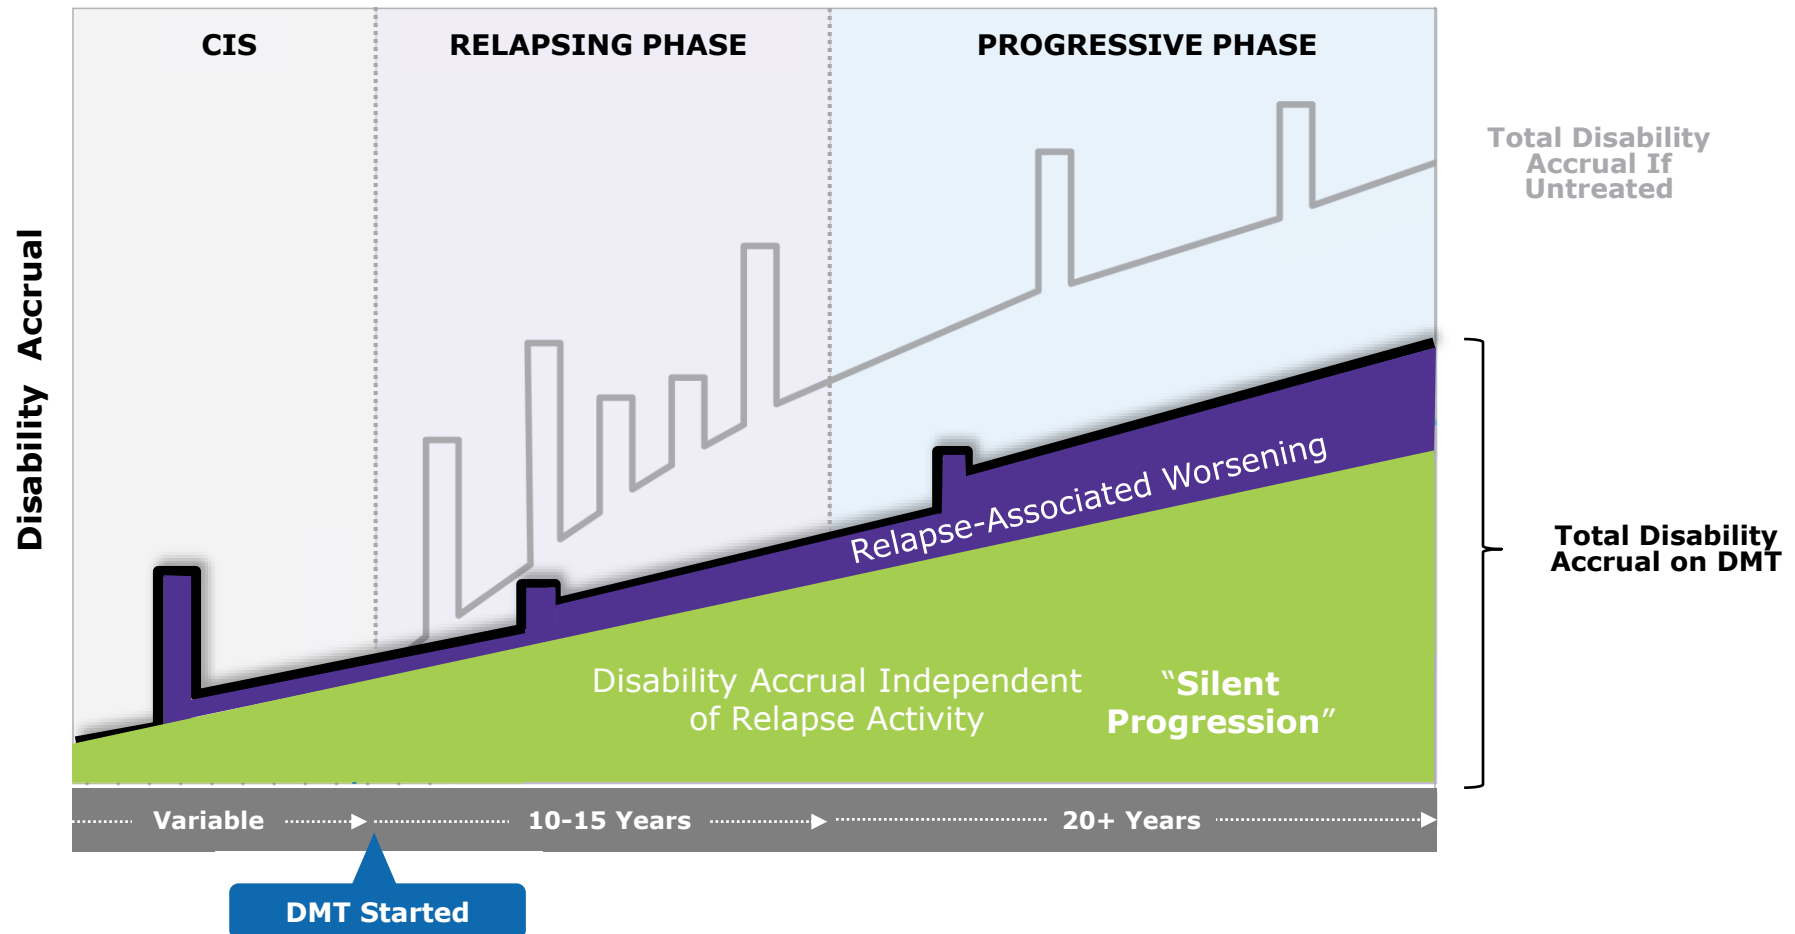 CIS
RELAPSING PHASE
PROGRESSIVE PHASE
Total Disability
Accrual If
Untreated
Disability Accrual
Relapse-Associated Worsening
Total Disability
Accrual on DMT
Disability Accrual Independent
of Relapse Activity
"Silent
Progression"
Variable
10-15 Years
20+ Years
DMT Started